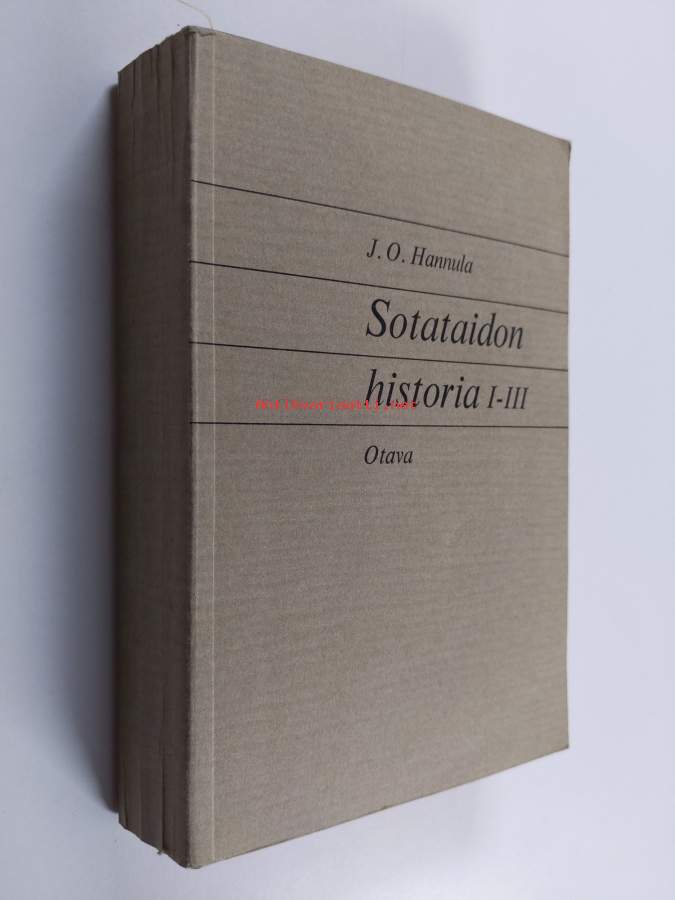 J. O. Hannula
Sotataidon
historia I-III
Otava